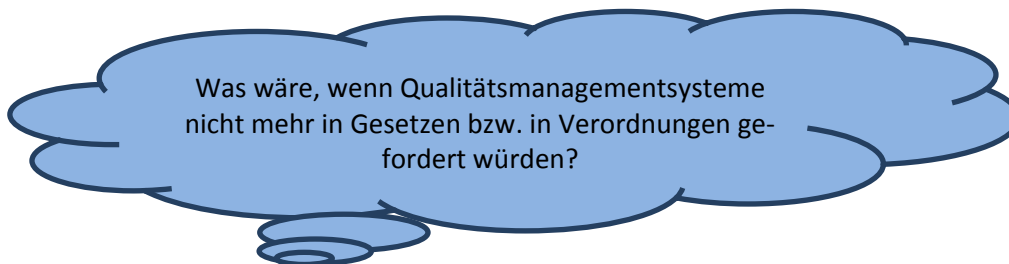 Was wäre, wenn Qualitätsmanagementsysteme
nicht mehr in Gesetzen bzw. in Verordnungen ge-
fordert würden?